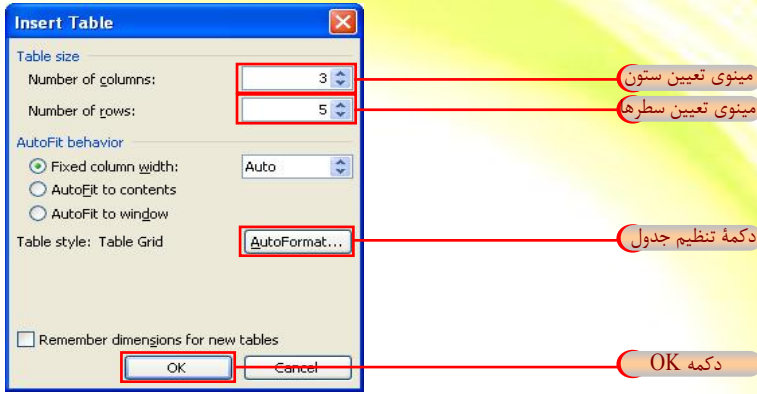 Insert Table
Table size
Number of columns: 3
مینوی تعیین ستون
Number of rows: 5
مینوی تعیین سطرها
AutoFit behavior
Fixed column width: Auto
AutoFit to contents
AutoFit to window
Table style: Table Grid AutoFormat...
دکمهٔ تنظیم جدول
Remember dimensions for new tables
OK Cancel
دکمه OK